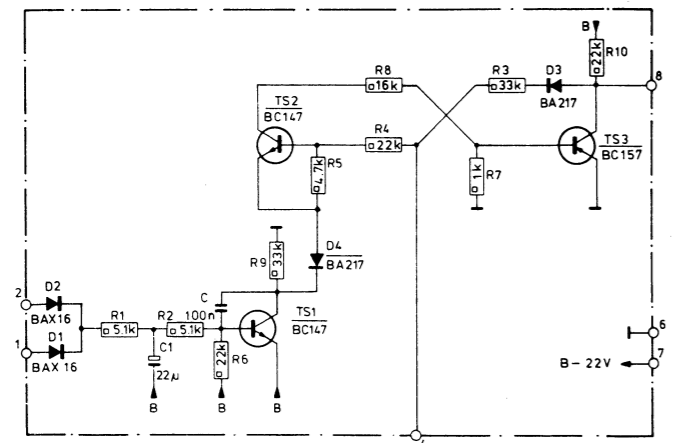 B
R10
22k
R8
16k
R3
33k
D3
BA217
8
TS2
BC147
R4
22k
TS3
BC157
R5
4.7k
1k
R7
D4
BA217
R9
33k
2
D2
BAX16
C
TS1
BC147
R1
5.1k
R2
100n
5.1k
1
D1
BAX 16
C1
22µ
22k
R6
6
7
B - 22V
B
B
B